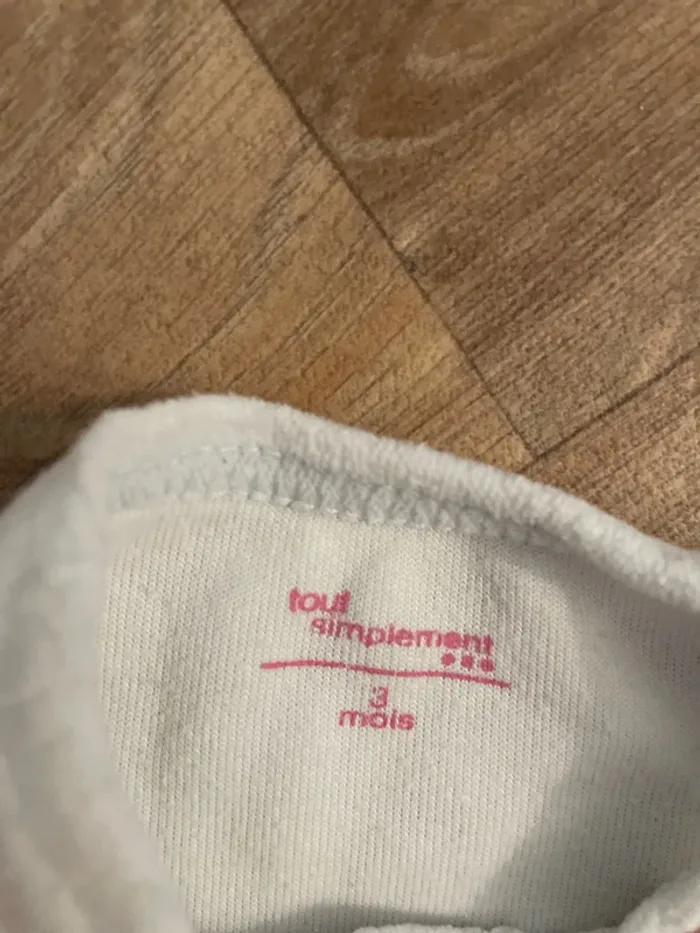 tout
simplement
•••
3
mois